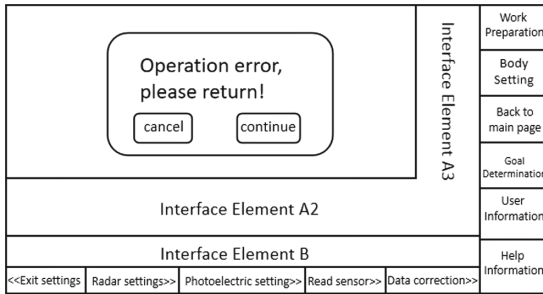 Operation error,
please return!
cancel
continue
Interface Element A3
Interface Element A2
Interface Element B
<<Exit settings
Radar settings>>
Photoelectric setting>>
Read sensor>>
Data correction>>
Work
Preparation
Body
Setting
Back to
main page
Goal
Determination
User
Information
Help
Information